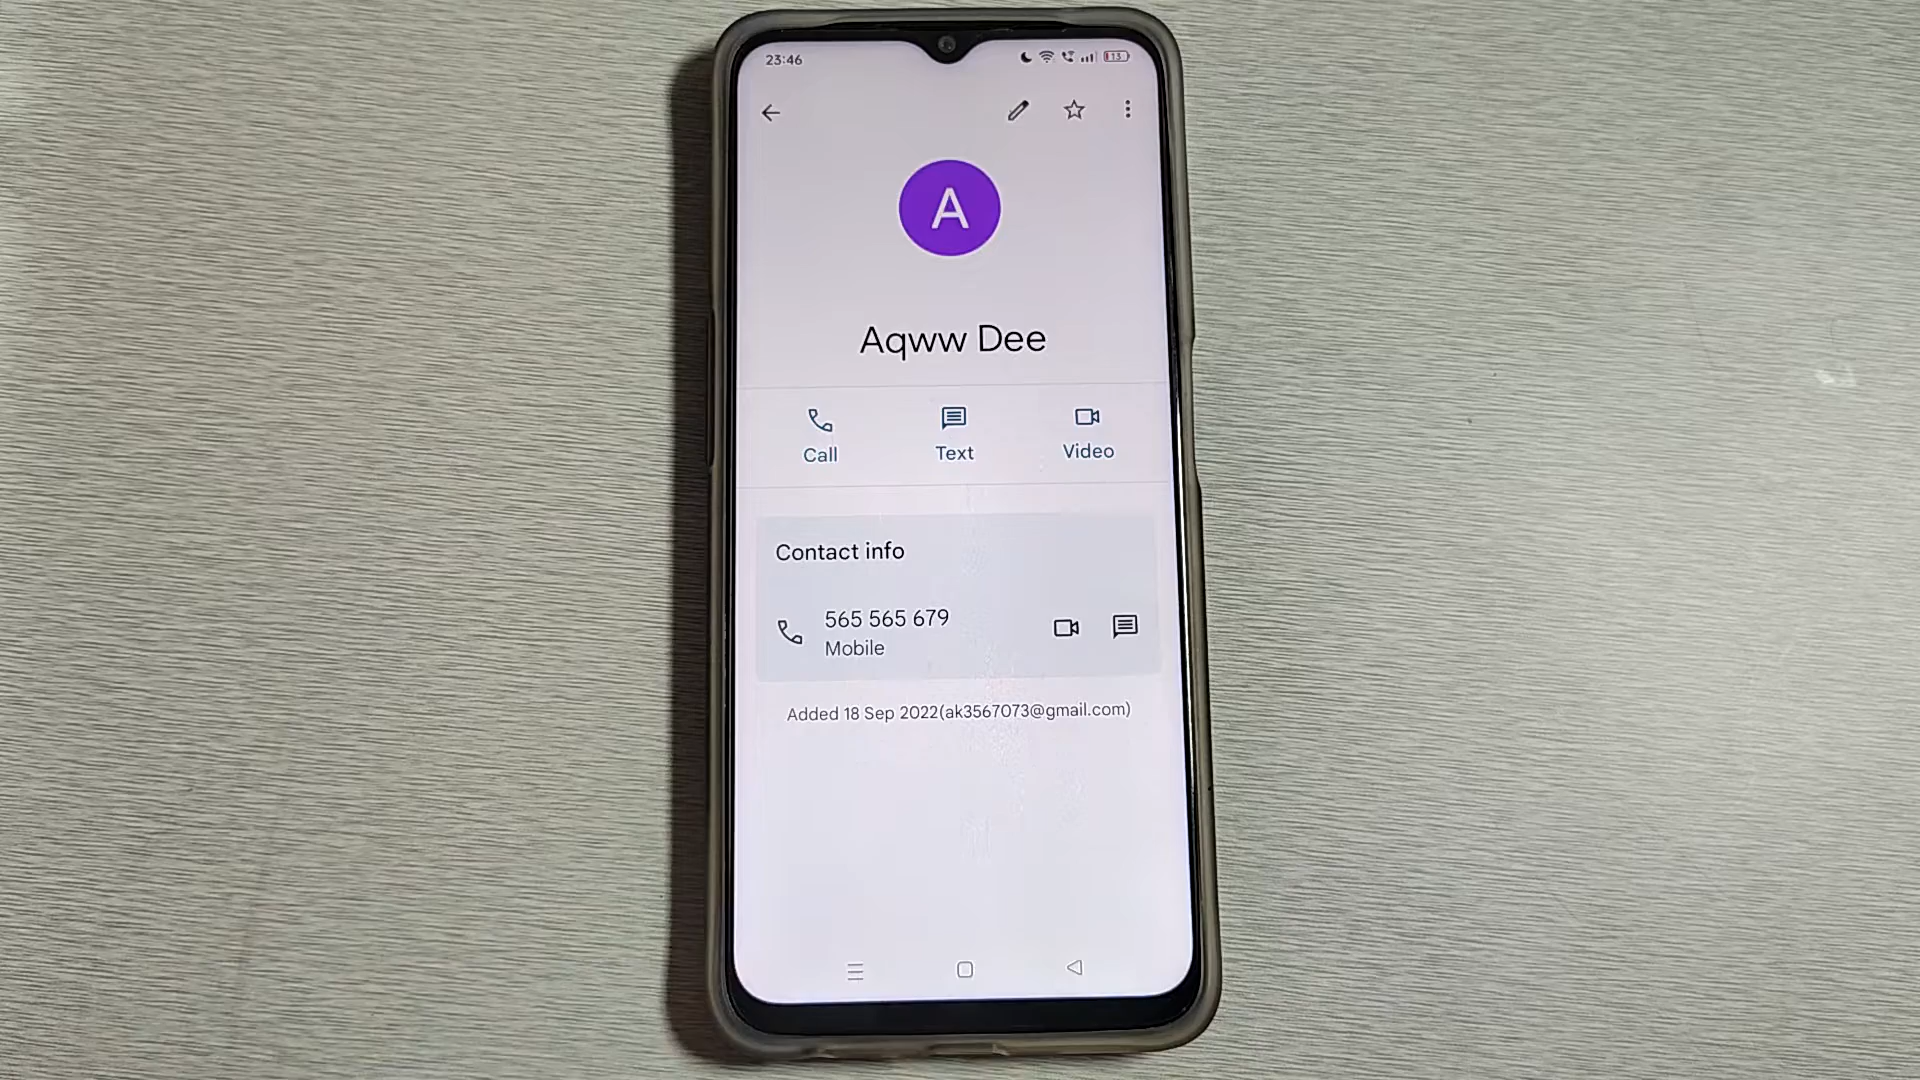 23:46
13
A
Aqww Dee
Call Text Video
Contact info
565 565 679
Mobile
Added 18 Sep 2022(ak3567073@gmail.com)